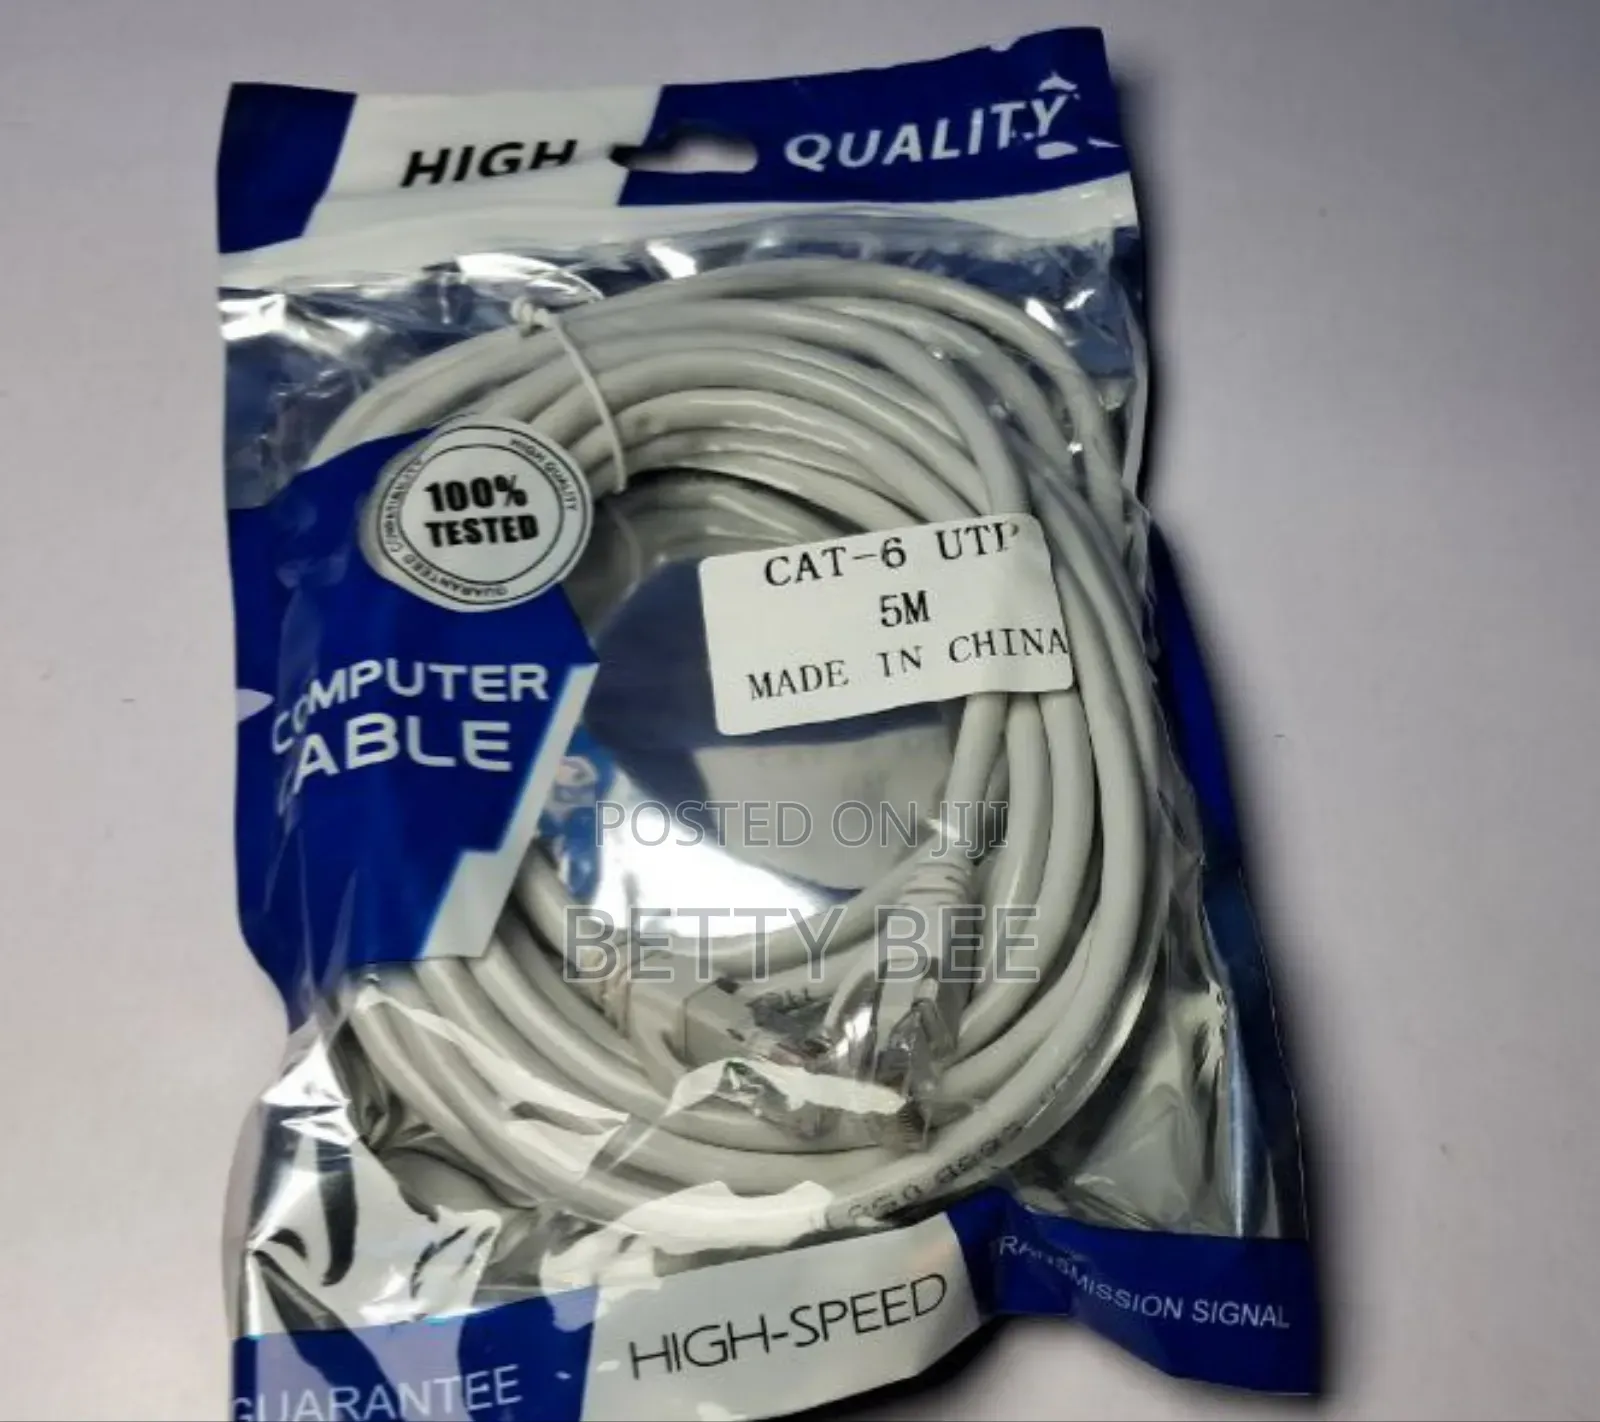 HIGH QUALITY
HIGH QUALITY
100%
TESTED
GUARANTEED COMPATIBILITY
CAT-6 UTP
5M
MADE IN CHINA
COMPUTER
CABLE
POSTED ON JIJI
BETTY BEE
TRANSMISSION SIGNAL
HIGH-SPEED
GUARANTEE